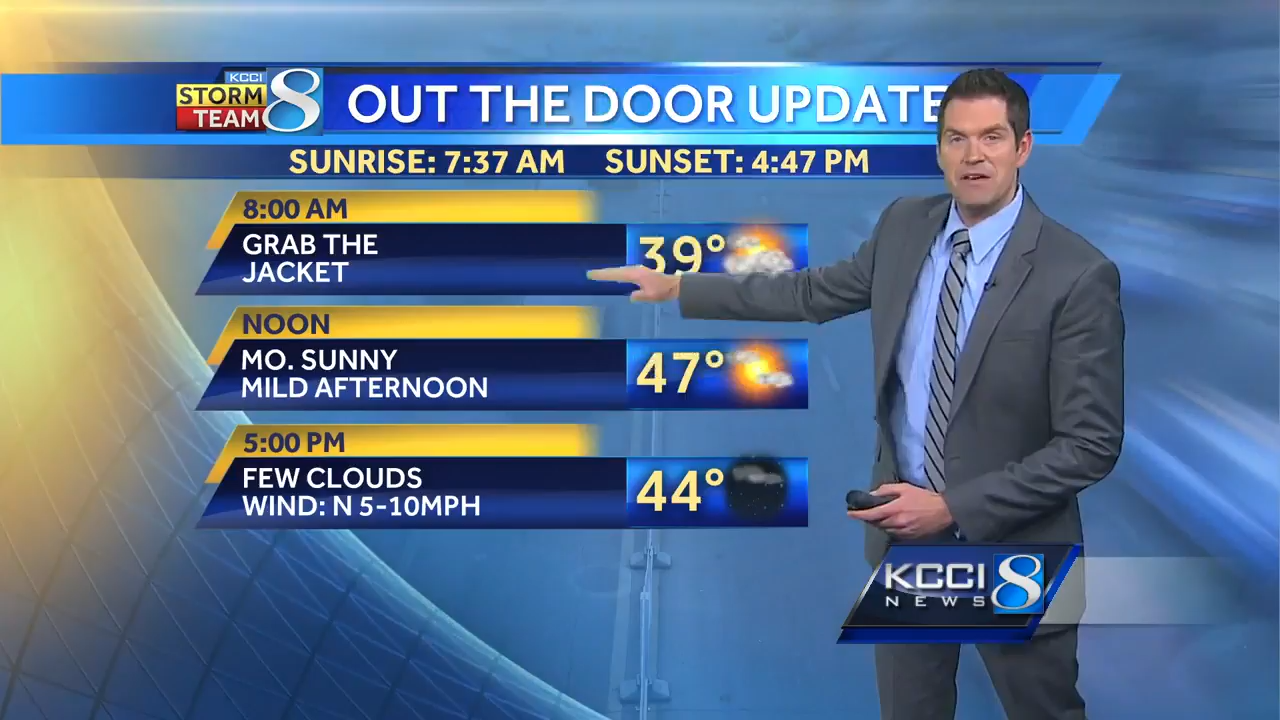 KCCI
STORM
TEAM 8
OUT THE DOOR UPDATE
SUNRISE: 7:37 AM SUNSET: 4:47 PM
8:00 AM
GRAB THE
JACKET
39°
NOON
MO. SUNNY
MILD AFTERNOON
47°
5:00 PM
FEW CLOUDS
WIND: N 5-10MPH
44°
KCCI 8
NEWS